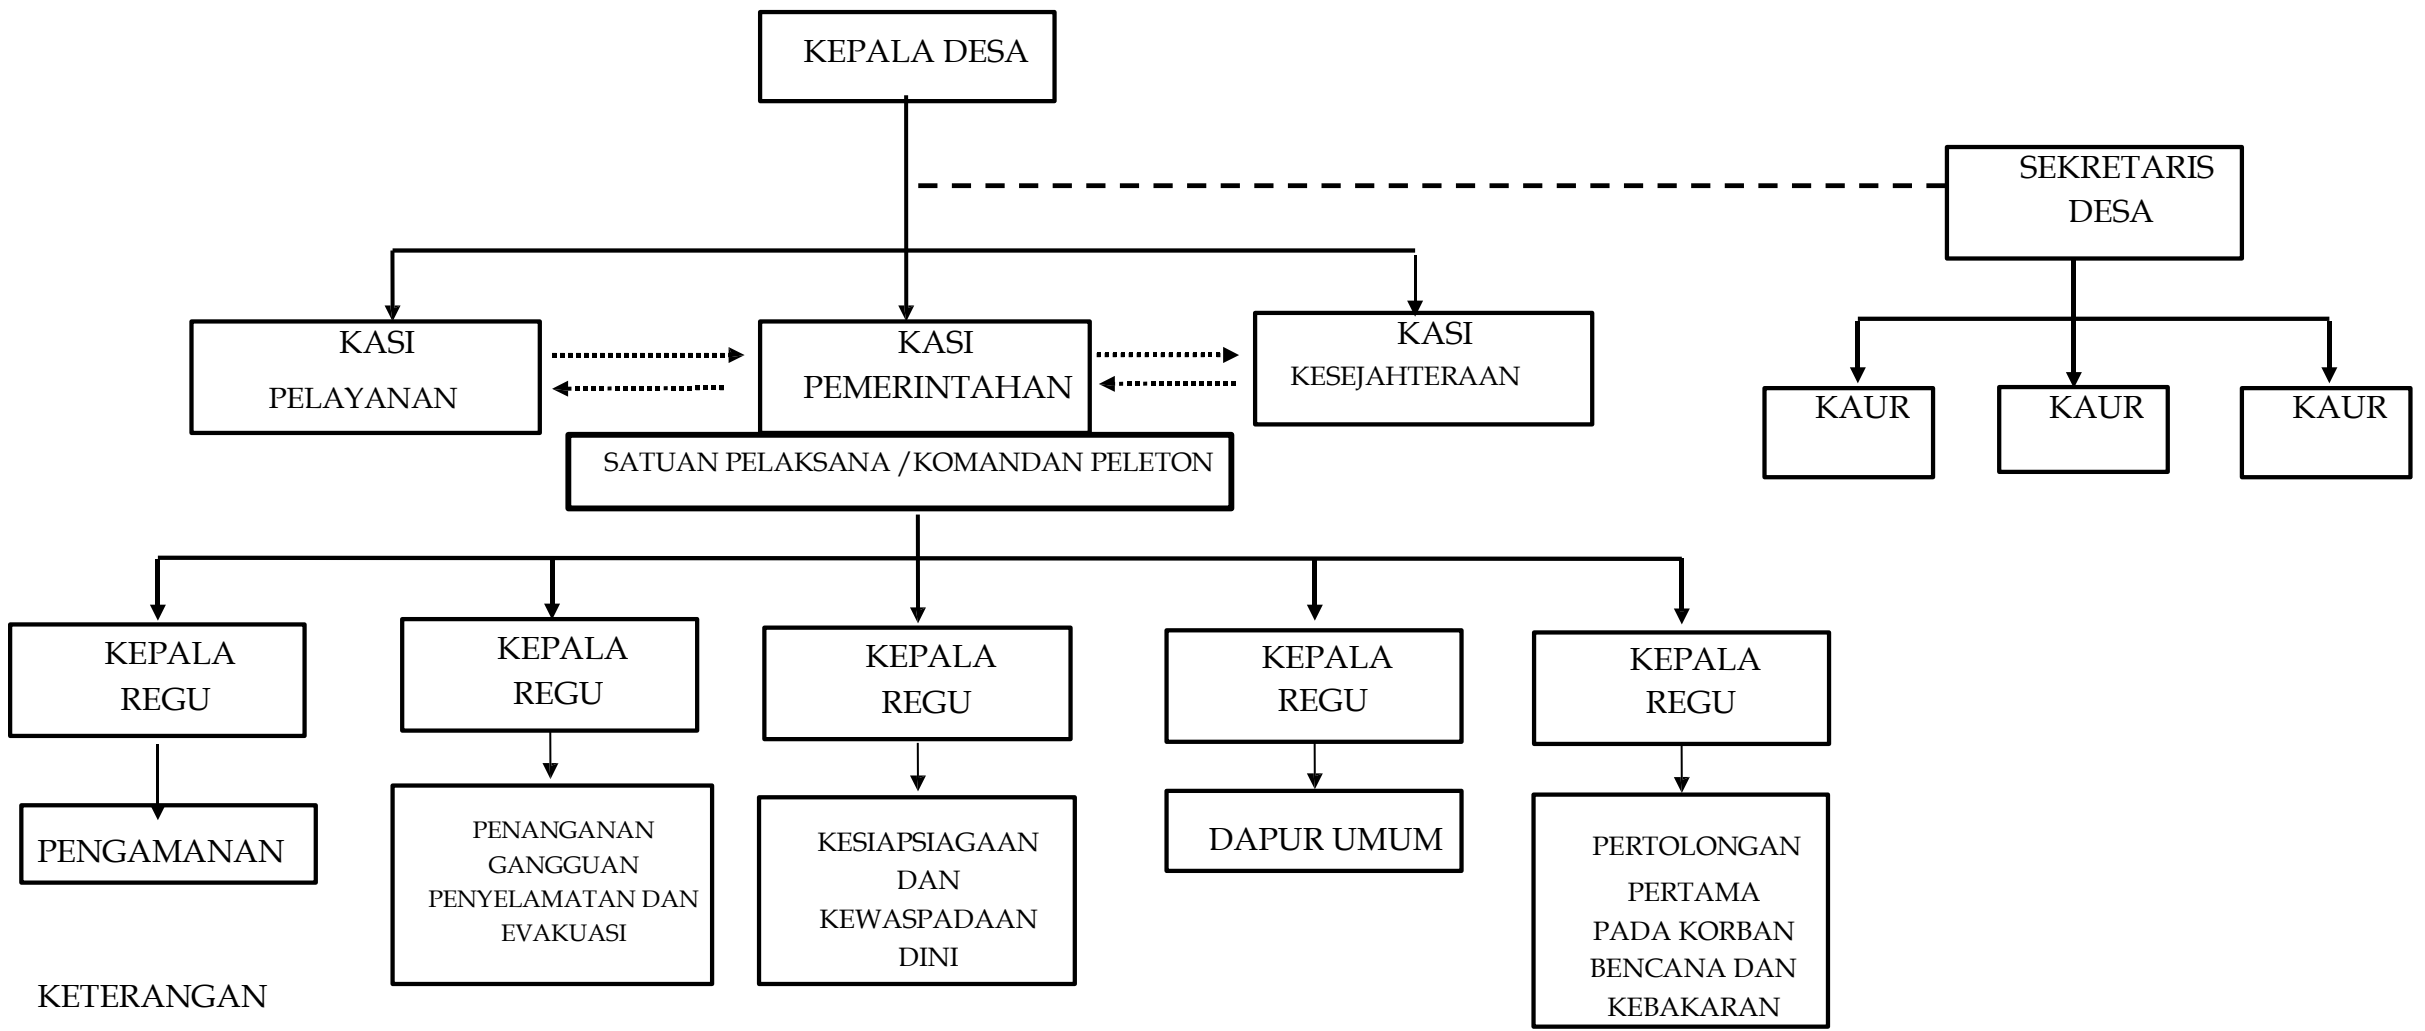 KEPALA DESA
SEKRETARIS
DESA
KASI
PELAYANAN
KASI
PEMERINTAHAN
KASI
KESEJAHTERAAN
KAUR
KAUR
KAUR
SATUAN PELAKSANA /KOMANDAN PELETON
KEPALA
REGU
KEPALA
REGU
KEPALA
REGU
KEPALA
REGU
KEPALA
REGU
PENGAMANAN
PENANGANAN
GANGGUAN
PENYELAMATAN DAN
EVAKUASI
KESIAPSIAGAAN
DAN
KEWASPADAAN
DINI
DAPUR UMUM
PERTOLONGAN
PERTAMA
PADA KORBAN
BENCANA DAN
KEBAKARAN
KETERANGAN